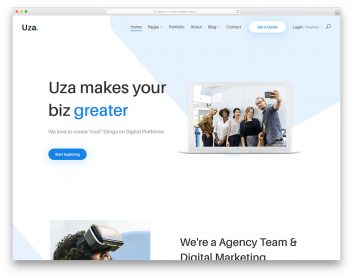 Uza.
Home Pages Portfolio About Blog Contact Get A Quote Login / Register
Uza makes your
biz greater
We love to create "cool" things on Digital Platforms
Start Exploring
We're a Agency Team &
Digital Marketing